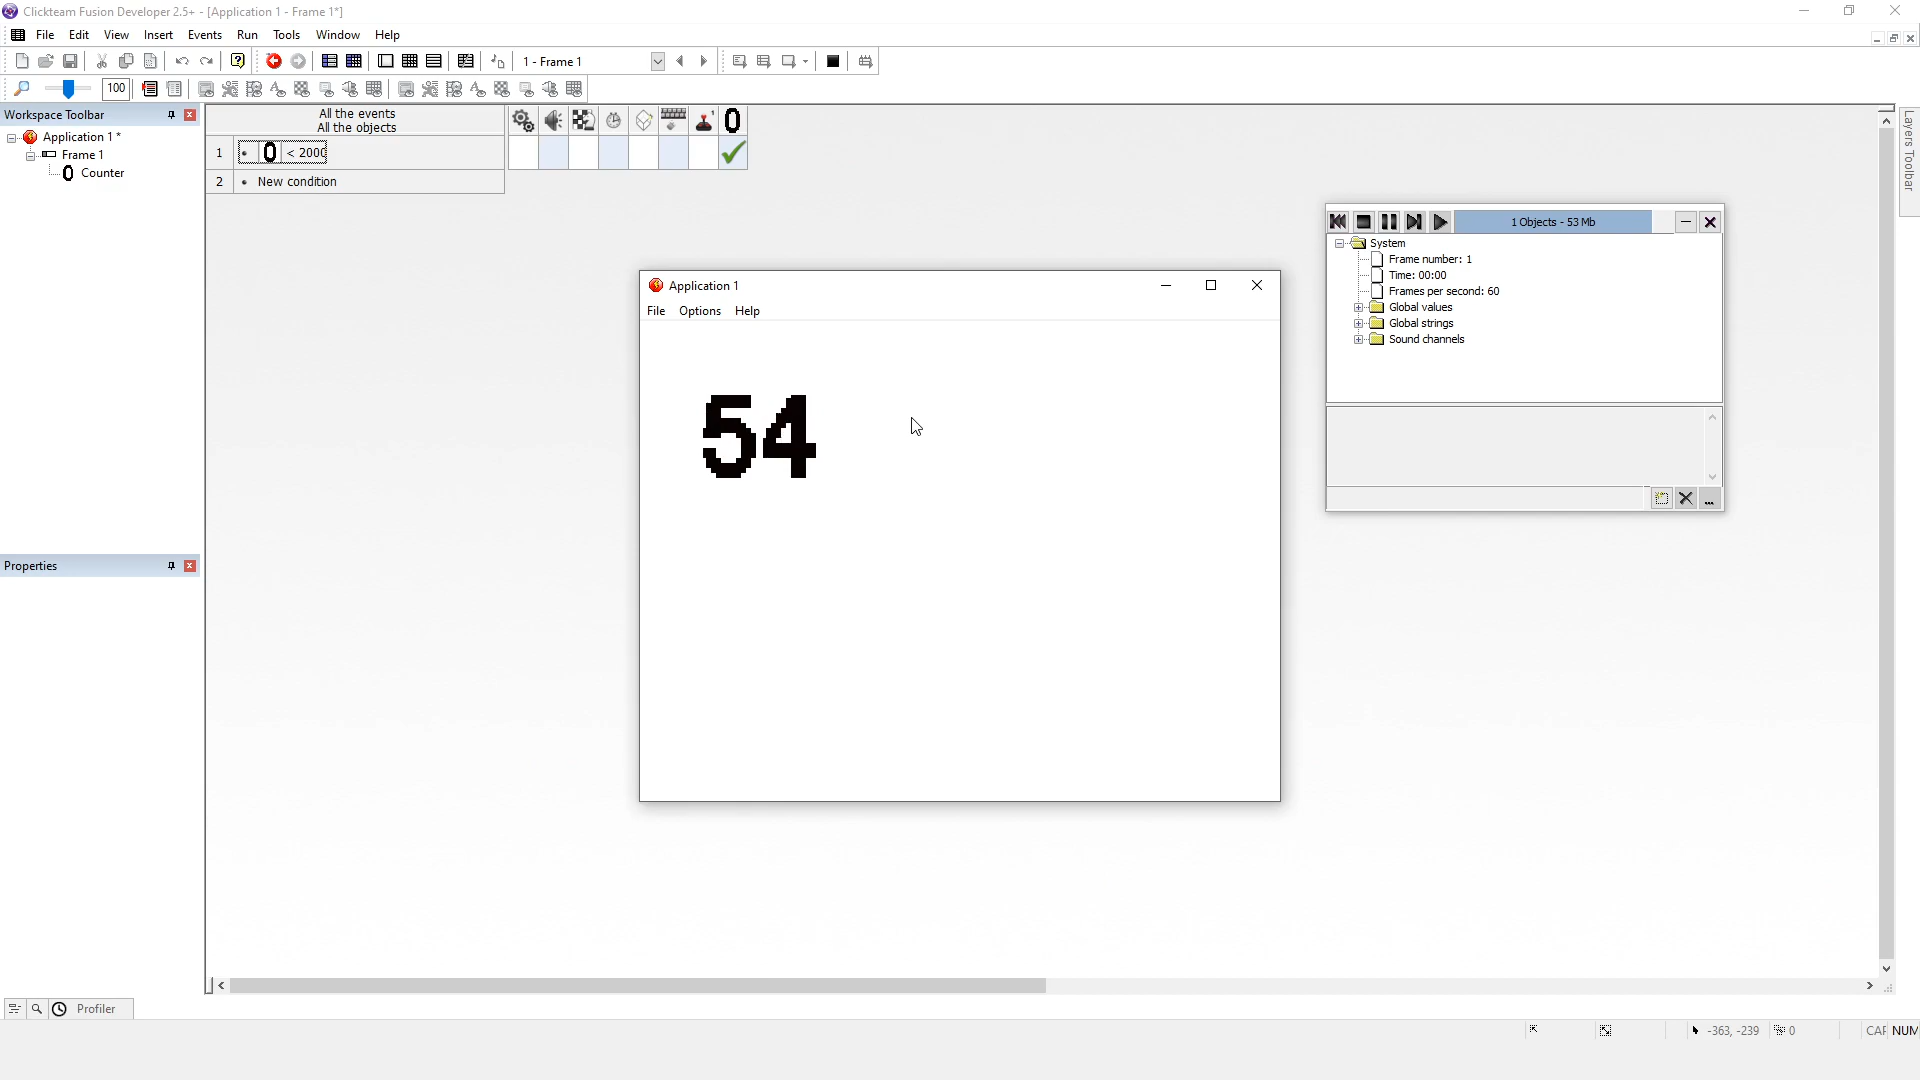 Clickteam Fusion Developer 2.5+ - [Application 1 - Frame 1*]
File Edit View Insert Events Run Tools Window Help
1 - Frame 1
100
Workspace Toolbar
Application 1 *
Frame 1
Counter
All the events
All the objects
0
1 • 0 < 2000
2 • New condition
Layers Toolbar
1 Objects - 53 Mb
System
Frame number: 1
Time: 00:00
Frames per second: 60
Global values
Global strings
Sound channels
...
Application 1
File Options Help
54
Properties
Profiler
-363, -239 0 CAP NUM